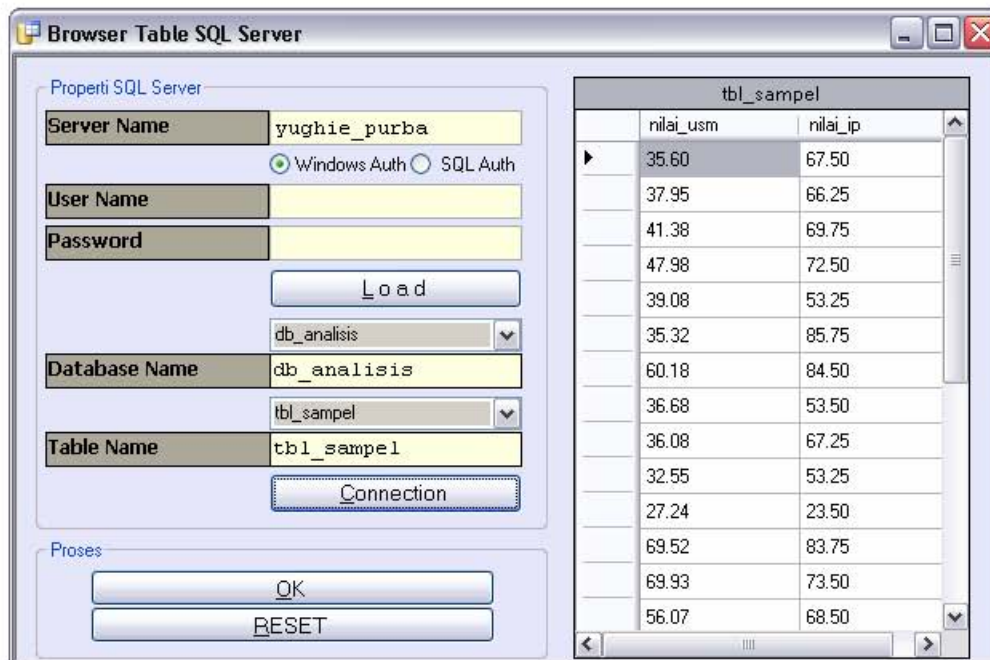 Browser Table SQL Server
Properti SQL Server
Server Name
yughie_purba
Windows Auth
SQL Auth
User Name
Password
Load
db_analisis
Database Name
db_analisis
tbl_sampel
Table Name
tbl_sampel
Connection
Proses
OK
RESET
tbl_sampel
nilai_usm nilai_ip
35.60 67.50
37.95 66.25
41.38 69.75
47.98 72.50
39.08 53.25
35.32 85.75
60.18 84.50
36.68 53.50
36.08 67.25
32.55 53.25
27.24 23.50
69.52 83.75
69.93 73.50
56.07 68.50